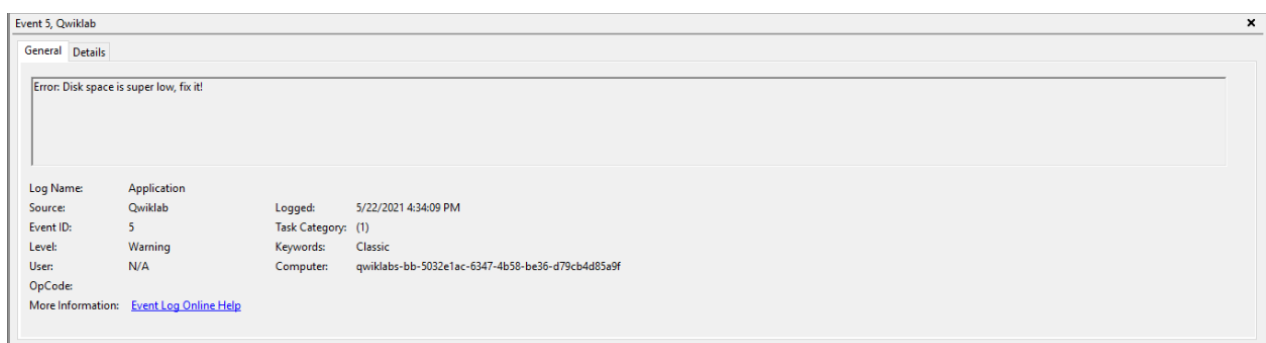 Event 5, Qwiklab
General Details
Error: Disk space is super low, fix it!
Log Name: Application
Source: Qwiklab Logged: 5/22/2021 4:34:09 PM
Event ID: 5 Task Category: (1)
Level: Warning Keywords: Classic
User: N/A Computer: qwiklabs-bb-5032e1ac-6347-4b58-be36-d79cb4d85a9f
OpCode:
More Information: Event Log Online Help